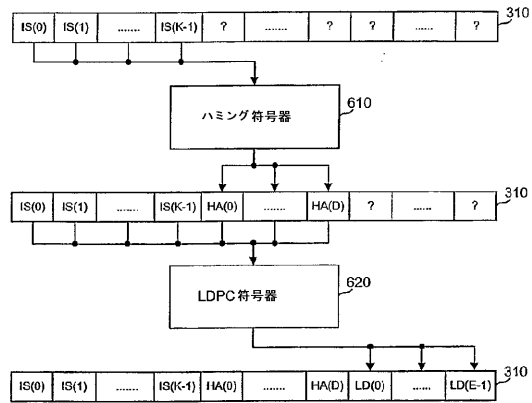 IS(0) IS(1) ....... IS(K-1) ? ....... ? ? ...... ? 310
ハミング符号器 610
IS(0) IS(1) ....... IS(K-1) HA(0) ....... HA(D) ? ...... ? 310
LDPC符号器 620
IS(0) IS(1) ....... IS(K-1) HA(0) ....... HA(D) LD(0) ...... LD(E-1) 310